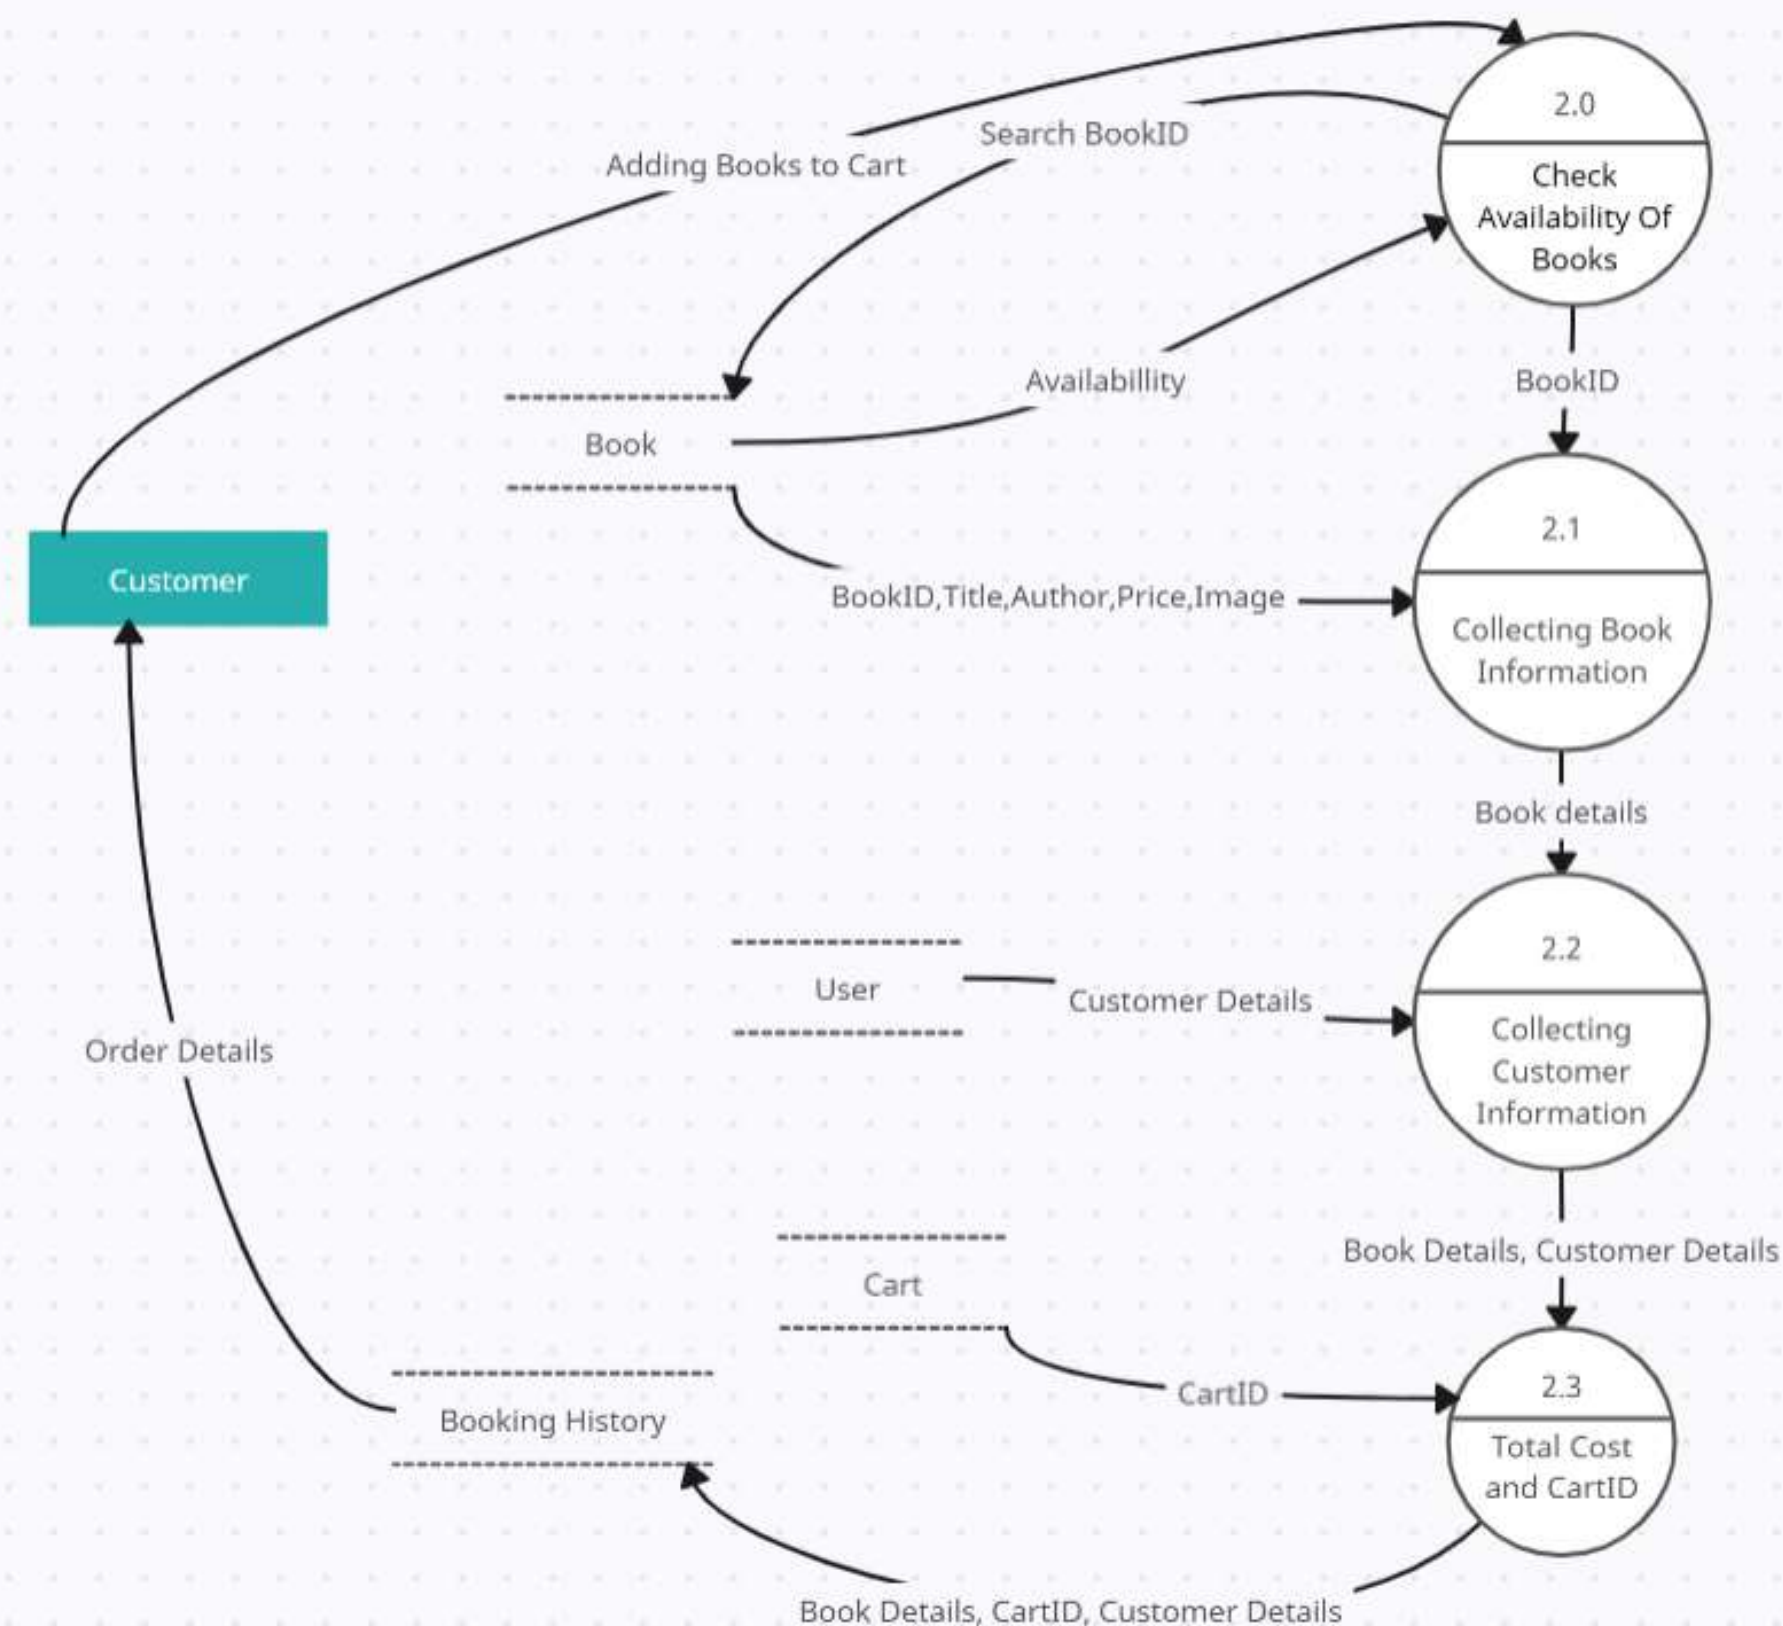 2.0
Check
Availability Of
Books
Search BookID
Adding Books to Cart
Availabillity
BookID
Book
2.1
Collecting Book
Information
Customer
BookID,Title,Author,Price,Image
Book details
2.2
Collecting
Customer
Information
User
Customer Details
Order Details
Book Details, Customer Details
Cart
2.3
Total Cost
and CartID
CartID
Booking History
Book Details, CartID, Customer Details